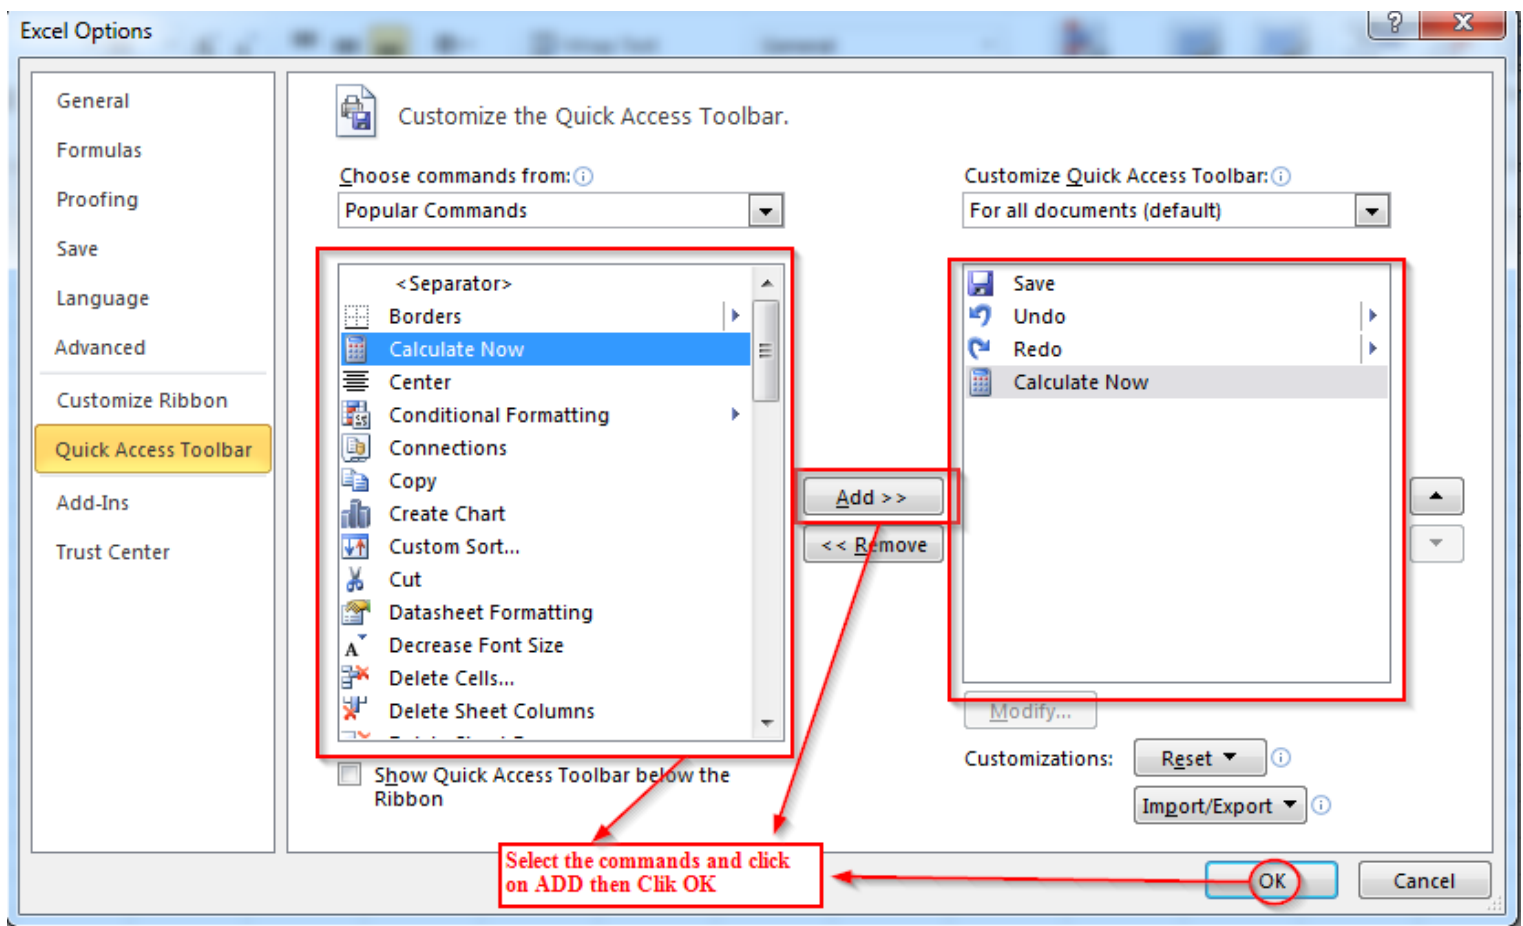 Excel Options
?
X
General
Formulas
Proofing
Save
Language
Advanced
Customize Ribbon
Quick Access Toolbar
Add-Ins
Trust Center
Customize the Quick Access Toolbar.
Choose commands from:
Popular Commands
<Separator>
Borders
Calculate Now
Center
Conditional Formatting
Connections
Copy
Create Chart
Custom Sort...
Cut
Datasheet Formatting
Decrease Font Size
Delete Cells...
Delete Sheet Columns
Show Quick Access Toolbar below the
Ribbon
Add >>
<< Remove
Customize Quick Access Toolbar:
For all documents (default)
Save
Undo
Redo
Calculate Now
Modify...
Customizations:
Reset
Import/Export
Select the commands and click
on ADD then Clik OK
OK
Cancel